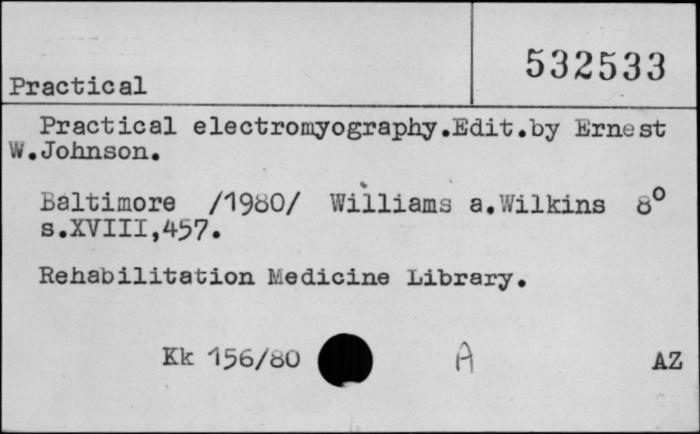 532533
Practical
Practical electromyography.Edit.by Ernest
W.Johnson.
Baltimore /1980/ Williams a.Wilkins 8°
s.XVIII,457.
Rehabilitation Medicine Library.
Kk 156/80 A AZ